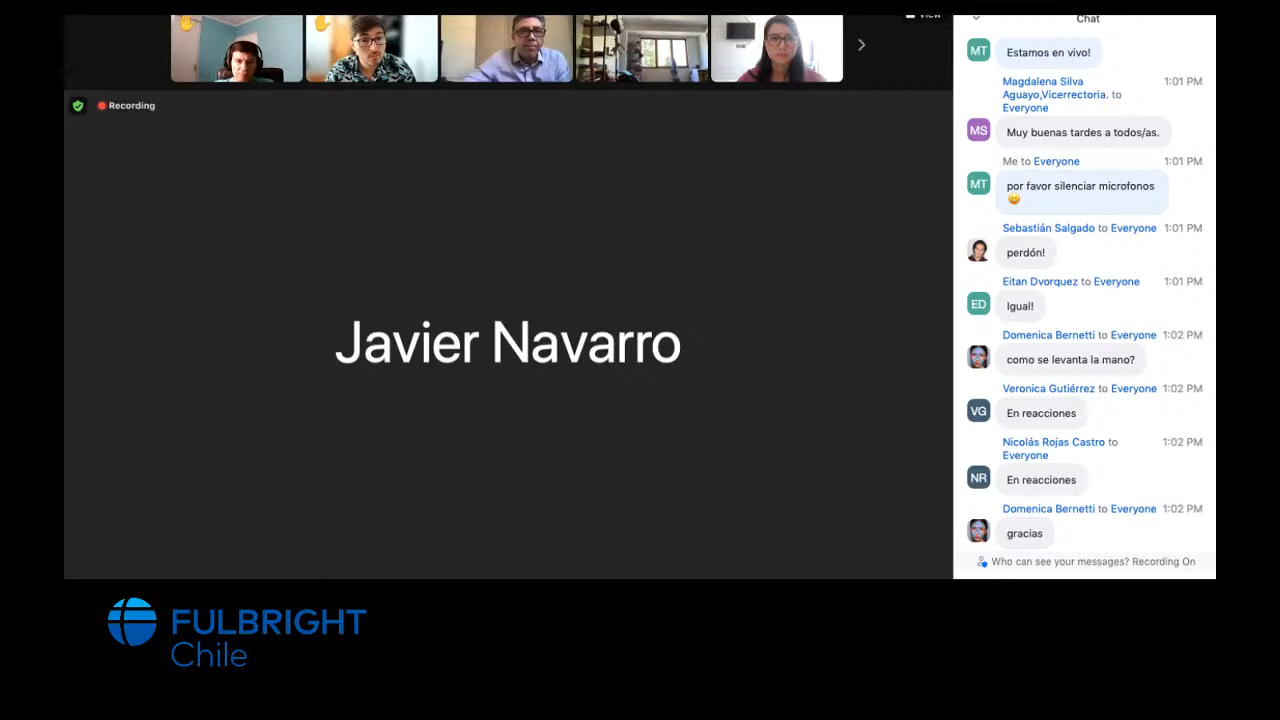 View
Recording
Javier Navarro
Chat
MT
Estamos en vivo!
Magdalena Silva 1:01 PM
Aguayo,Vicerrectoria. to
Everyone
MS
Muy buenas tardes a todos/as.
Me to Everyone 1:01 PM
MT
por favor silenciar microfonos
😀
Sebastián Salgado to Everyone 1:01 PM
perdón!
Eitan Dvorquez to Everyone 1:01 PM
ED
Igual!
Domenica Bernetti to Everyone 1:02 PM
como se levanta la mano?
Veronica Gutiérrez to Everyone 1:02 PM
VG
En reacciones
Nicolás Rojas Castro to 1:02 PM
Everyone
NR
En reacciones
Domenica Bernetti to Everyone 1:02 PM
gracias
Who can see your messages? Recording On
FULBRIGHT
Chile